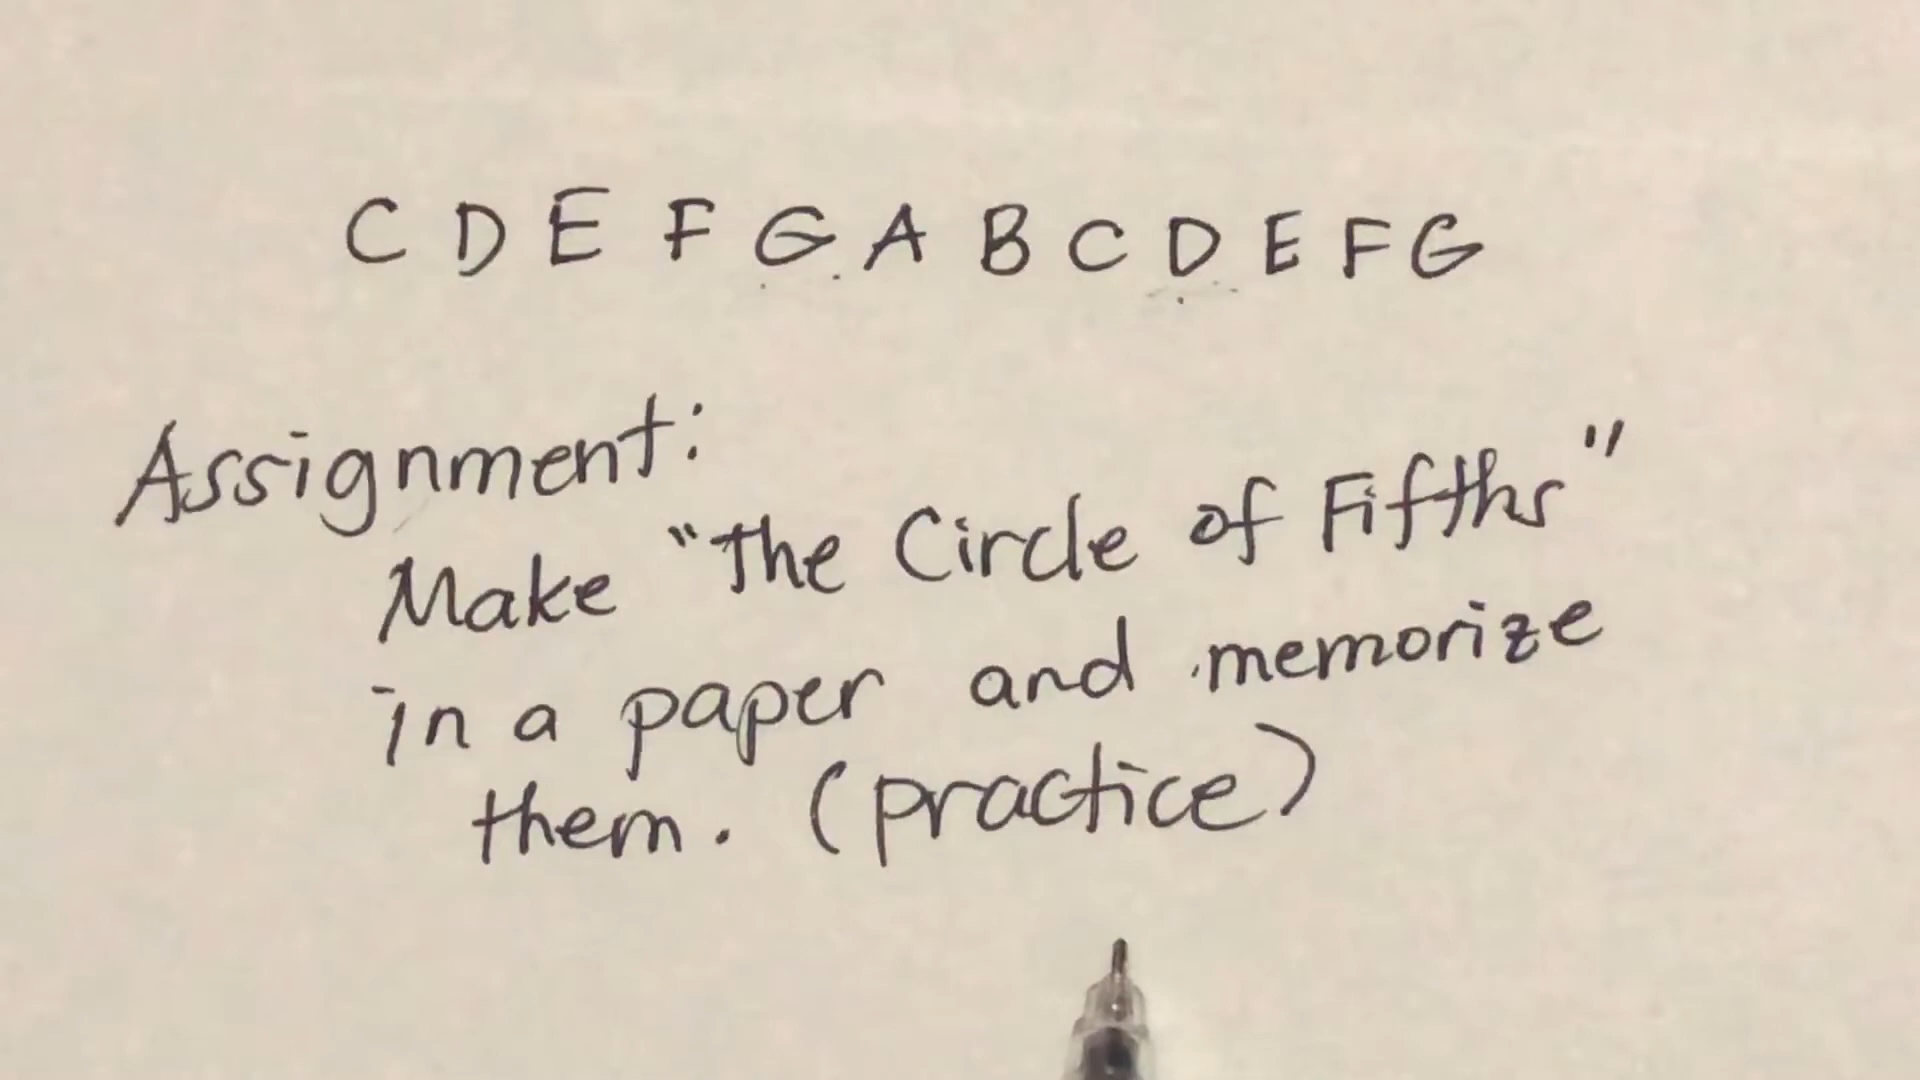 C D E F G A B C D E F G
Assignment:
Make "the Circle of Fifths"
in a paper and memorize
them. (practice)